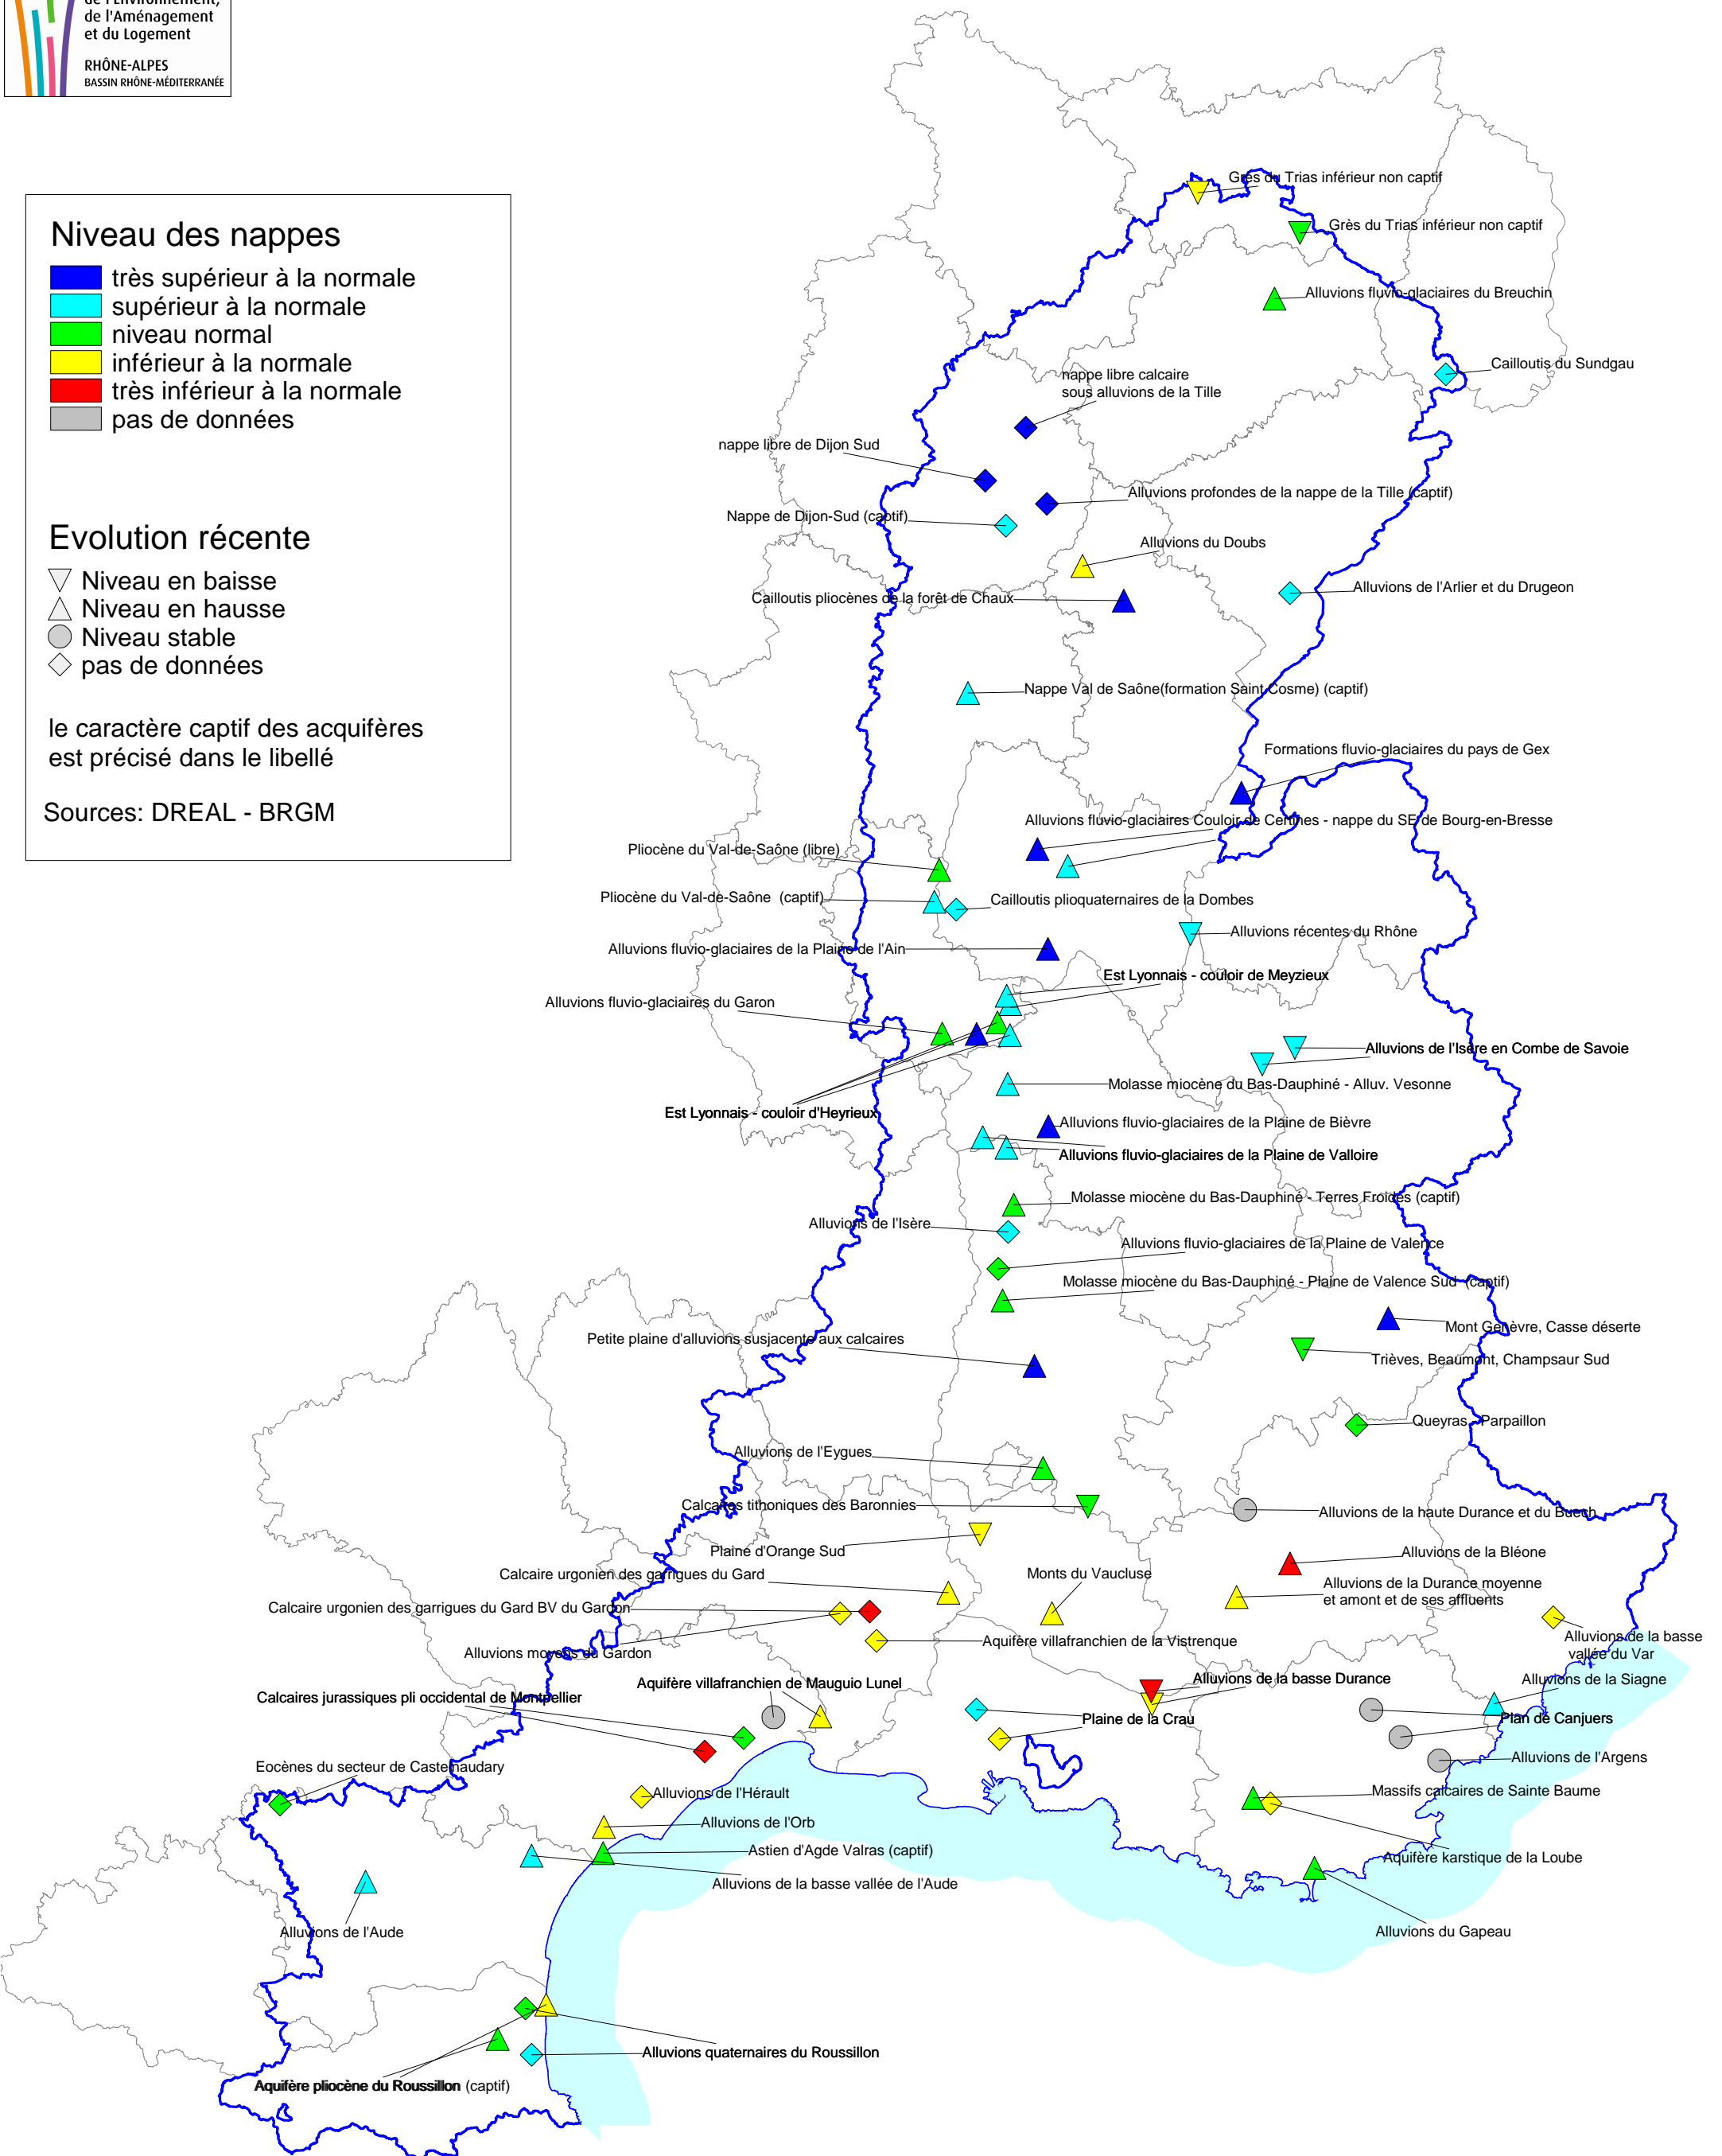 de l'Environnement,
de l'Aménagement
et du Logement
RHÔNE-ALPES
BASSIN RHÔNE-MÉDITERRANÉE
Niveau des nappes
très supérieur à la normale
supérieur à la normale
niveau normal
inférieur à la normale
très inférieur à la normale
pas de données
Evolution récente
Niveau en baisse
Niveau en hausse
Niveau stable
pas de données
le caractère captif des acquifères
est précisé dans le libellé
Sources: DREAL - BRGM
Grès du Trias inférieur non captif
Grès du Trias inférieur non captif
Alluvions fluvio-glaciaires du Breuchin
Cailloutis du Sundgau
nappe libre calcaire
sous alluvions de la Tille
nappe libre de Dijon Sud
Alluvions profondes de la nappe de la Tille (captif)
Nappe de Dijon-Sud (captif)
Alluvions du Doubs
Alluvions de l'Arlier et du Drugeon
Cailloutis pliocènes de la forêt de Chaux
Nappe Val de Saône(formation Saint-Cosme) (captif)
Formations fluvio-glaciaires du pays de Gex
Alluvions fluvio-glaciaires Couloir de Certines - nappe du SE de Bourg-en-Bresse
Pliocène du Val-de-Saône (libre)
Pliocène du Val-de-Saône (captif)
Cailloutis plioquaternaires de la Dombes
Alluvions récentes du Rhône
Alluvions fluvio-glaciaires de la Plaine de l'Ain
Est Lyonnais - couloir de Meyzieux
Alluvions fluvio-glaciaires du Garon
Alluvions de l'Isère en Combe de Savoie
Molasse miocène du Bas-Dauphiné - Alluv. Vesonne
Est Lyonnais - couloir d'Heyrieux
Alluvions fluvio-glaciaires de la Plaine de Bièvre
Alluvions fluvio-glaciaires de la Plaine de Valloire
Molasse miocène du Bas-Dauphiné - Terres Froides (captif)
Alluvions de l'Isère
Alluvions fluvio-glaciaires de la Plaine de Valence
Molasse miocène du Bas-Dauphiné - Plaine de Valence Sud (captif)
Mont Genèvre, Casse déserte
Petite plaine d'alluvions susjacente aux calcaires
Trièves, Beaumont, Champsaur Sud
Queyras - Parpaillon
Alluvions de l'Eygues
Calcaires tithoniques des Baronnies
Alluvions de la haute Durance et du Buech
Plaine d'Orange Sud
Alluvions de la Bléone
Calcaire urgonien des garrigues du Gard
Monts du Vaucluse
Alluvions de la Durance moyenne
et amont et de ses affluents
Calcaire urgonien des garrigues du Gard BV du Gardon
Alluvions de la basse
vallée du Var
Aquifère villafranchien de la Vistrenque
Alluvions moyens du Gardon
Alluvions de la basse Durance
Alluvions de la Siagne
Aquifère villafranchien de Mauguio Lunel
Calcaires jurassiques pli occidental de Montpellier
Plaine de la Crau
Plan de Canjuers
Alluvions de l'Argens
Eocènes du secteur de Castelnaudary
Massifs calcaires de Sainte Baume
Alluvions de l'Hérault
Alluvions de l'Orb
Astien d'Agde Valras (captif)
Aquifère karstique de la Loube
Alluvions de la basse vallée de l'Aude
Alluvions de l'Aude
Alluvions du Gapeau
Alluvions quaternaires du Roussillon
Aquifère pliocène du Roussillon (captif)